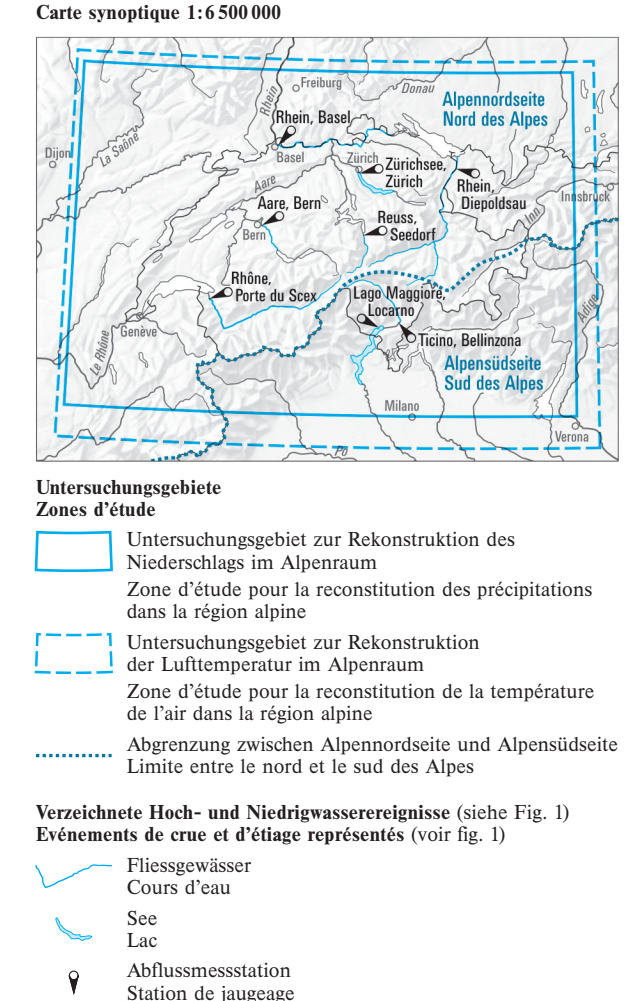 Carte synoptique 1:6 500 000
Freiburg
Donau
Rhein
Alpennordseite
Nord des Alpes
Rhein, Basel
La Saône
Dijon
Basel
Zürich
Zürichsee,
Zürich
Rhein,
Diepoldsau
Innsbruck
Aare
Aare, Bern
Bern
Reuss,
Seedorf
Inn
Rhône,
Porte du Scex
Lago Maggiore,
Locarno
Adige
Genève
Le Rhône
Ticino, Bellinzona
Alpensüdseite
Sud des Alpes
Milano
Verona
Pô
Untersuchungsgebiete
Zones d'étude
Untersuchungsgebiet zur Rekonstruktion des
Niederschlags im Alpenraum
Zone d'étude pour la reconstitution des précipitations
dans la région alpine
Untersuchungsgebiet zur Rekonstruktion
der Lufttemperatur im Alpenraum
Zone d'étude pour la reconstitution de la température
de l'air dans la région alpine
Abgrenzung zwischen Alpennordseite und Alpensüdseite
Limite entre le nord et le sud des Alpes
Verzeichnete Hoch- und Niedrigwasserereignisse (siehe Fig. 1)
Evénements de crue et d'étiage représentés (voir fig. 1)
Fliessgewässer
Cours d'eau
See
Lac
Abflussmessstation
Station de jaugeage